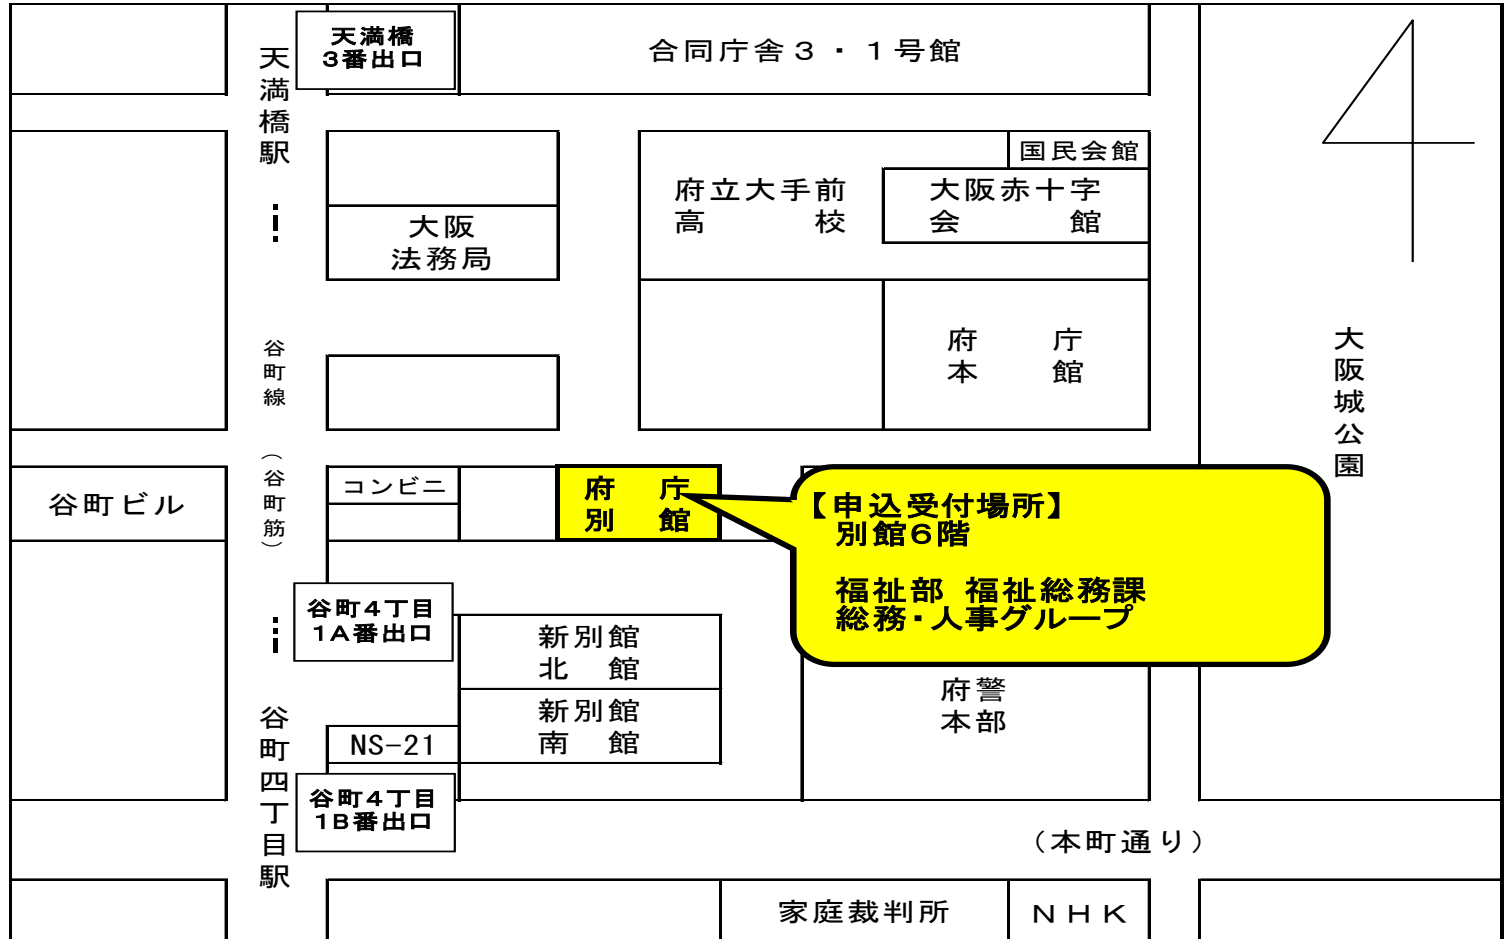 天満橋
3番出口
合同庁舎３・１号館
天満橋駅
国民会館
府立大手前
高校
大阪赤十字
会館
大阪
法務局
府庁
本館
谷町線
（谷町筋）
大阪城公園
谷町ビル
コンビニ
府庁
別館
【申込受付場所】
別館6階
福祉部 福祉総務課
総務・人事グループ
谷町4丁目
1A番出口
新別館
北館
新別館
南館
府警
本部
谷町四丁目駅
NS-21
谷町4丁目
1B番出口
（本町通り）
家庭裁判所
ＮＨＫ